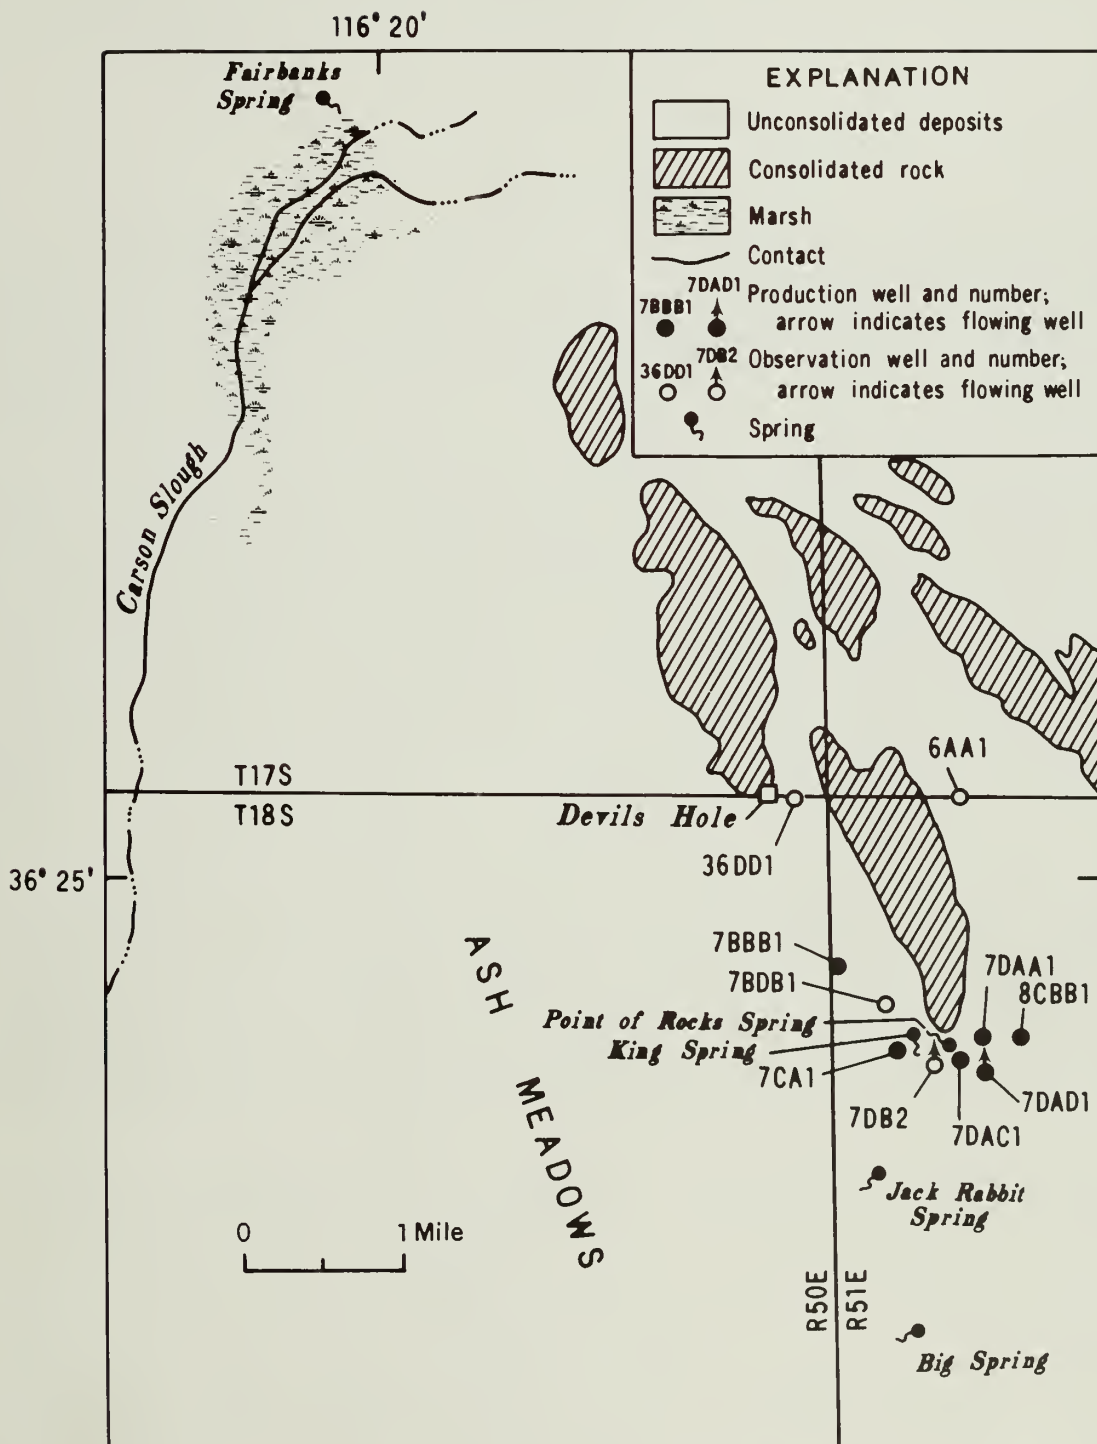 116° 20'
Fairbanks
Spring
EXPLANATION
Unconsolidated deposits
Consolidated rock
Marsh
Contact
7BBB1
7DAD1
Production well and number;
arrow indicates flowing well
36DD1
7DB2
Observation well and number;
arrow indicates flowing well
Spring
Carson Slough
T17S
T18S
6AA1
Devils Hole
36DD1
36° 25'
ASH MEADOWS
7BBB1
7BDB1
7DAA1
8CBB1
Point of Rocks Spring
King Spring
7CA1
7DB2
7DAC1
7DAD1
Jack Rabbit
Spring
0
1 Mile
R50E
R51E
Big Spring